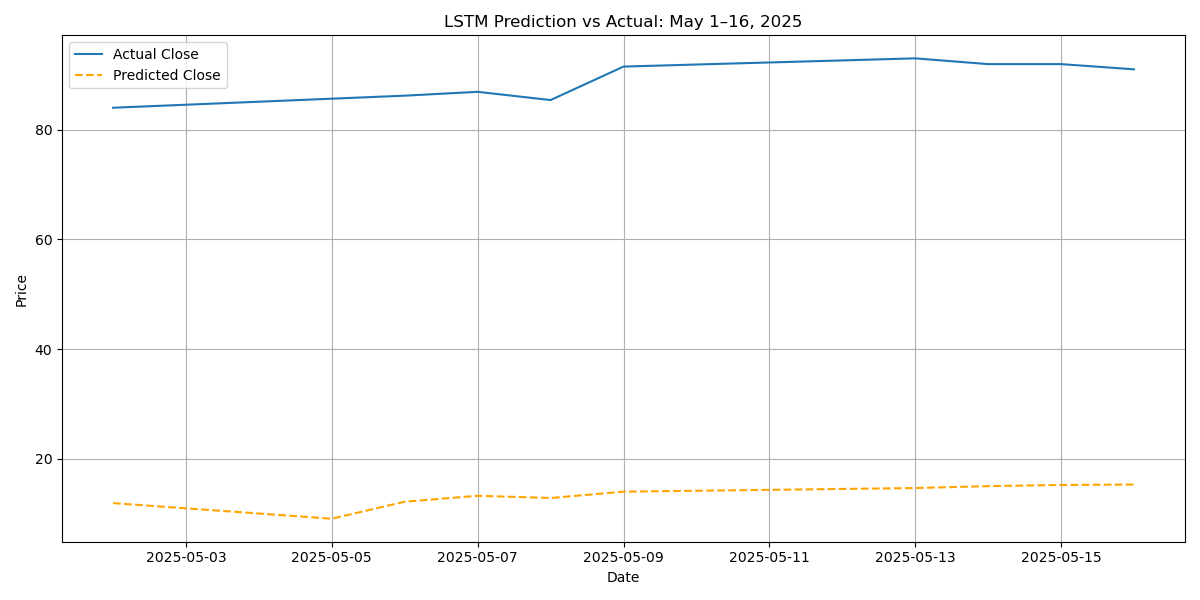 LSTM Prediction vs Actual: May 1–16, 2025
Actual Close
Predicted Close
80
60
40
20
Price
2025-05-03 2025-05-05 2025-05-07 2025-05-09 2025-05-11 2025-05-13 2025-05-15
Date